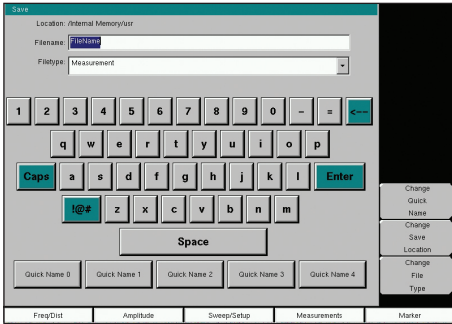 Save
Location: /Internal Memory/usr
Filename: FileName
Filetype: Measurement
1 2 3 4 5 6 7 8 9 0 - = <--
q w e r t y u i o p
Caps a s d f g h j k l Enter
!@# z x c v b n m
Space
Quick Name 0 Quick Name 1 Quick Name 2 Quick Name 3 Quick Name 4
Change
Quick
Name
Change
Save
Location
Change
File
Type
Freq/Dist Amplitude Sweep/Setup Measurements Marker